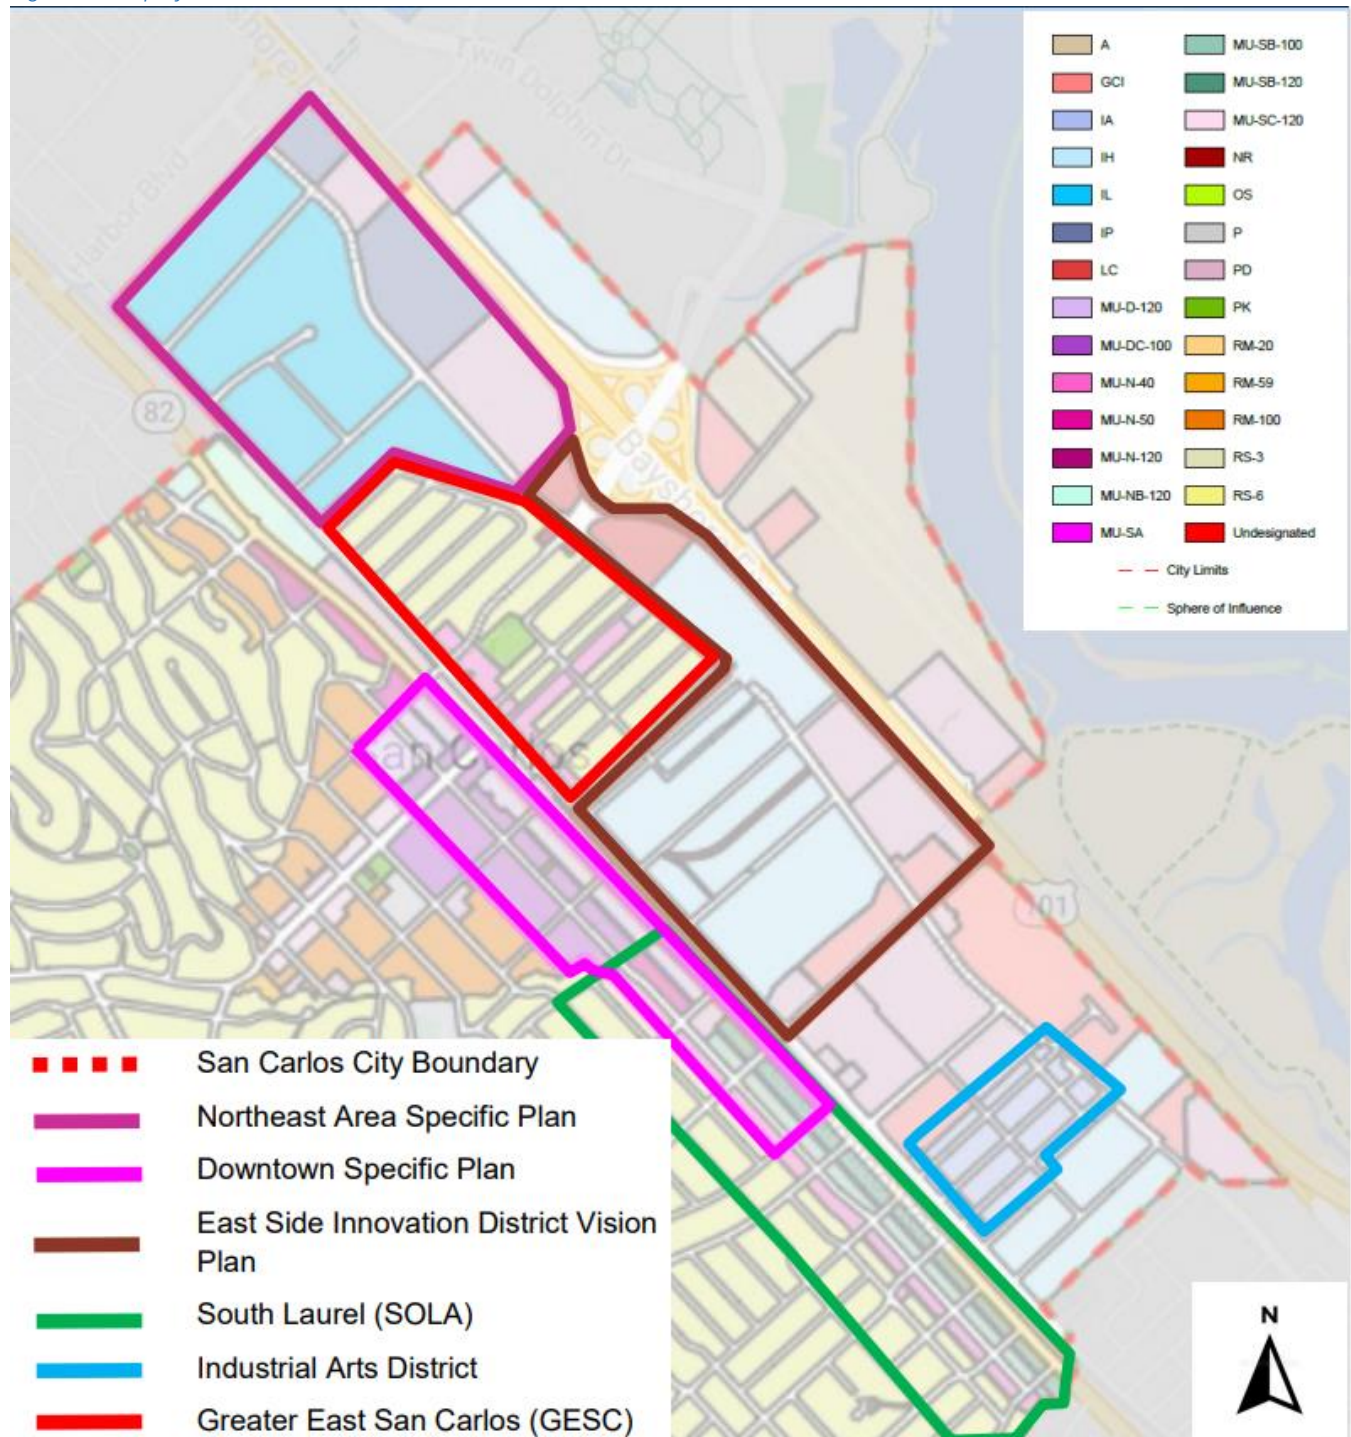 Twin Dolphin Dr
Harbor Blvd
A
MU-SB-100
GCI
MU-SB-120
IA
MU-SC-120
IH
NR
IL
OS
IP
P
LC
PD
MU-D-120
PK
MU-DC-100
RM-20
MU-N-40
RM-59
MU-N-50
RM-100
MU-N-120
RS-3
MU-NB-120
RS-6
MU-SA
Undesignated
City Limits
Sphere of Influence
82
an Carlos
101
San Carlos City Boundary
Northeast Area Specific Plan
Downtown Specific Plan
East Side Innovation District Vision
Plan
South Laurel (SOLA)
Industrial Arts District
Greater East San Carlos (GESC)
N